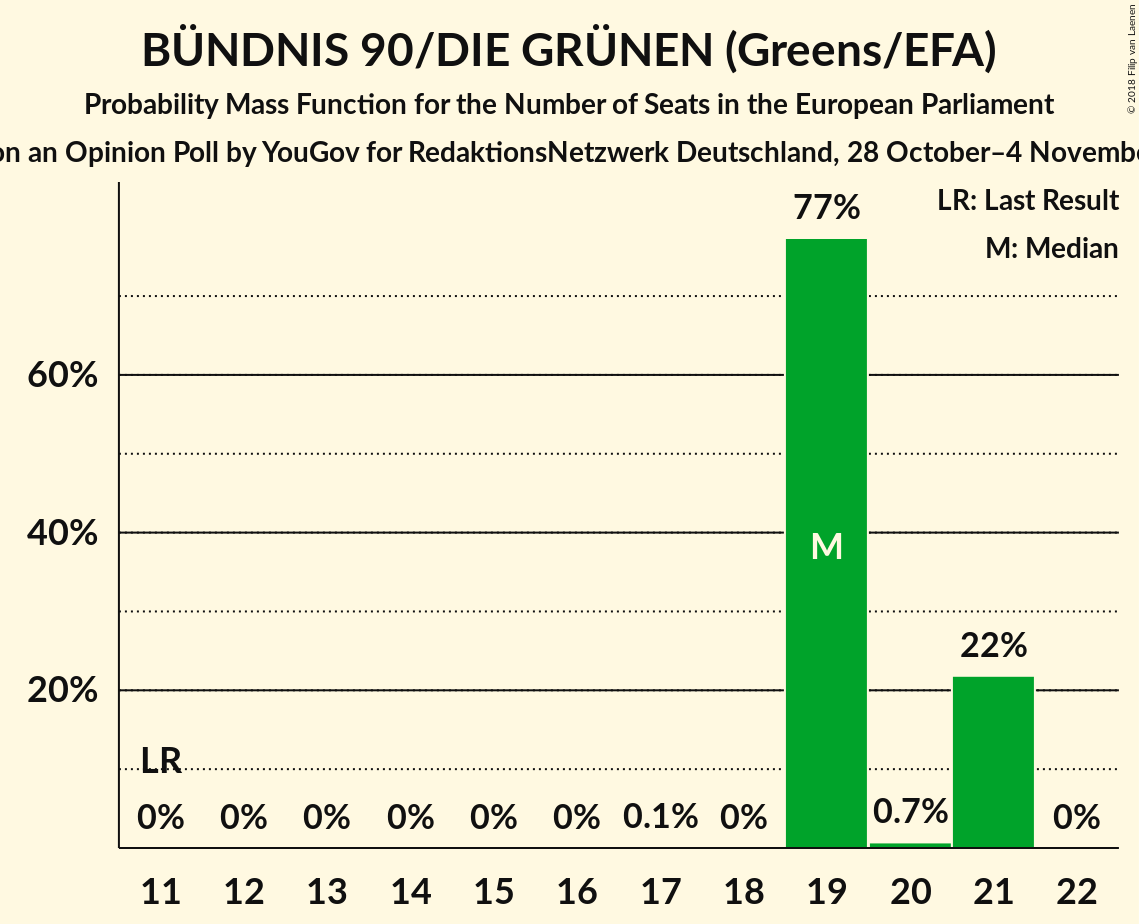 BÜNDNIS 90/DIE GRÜNEN (Greens/EFA)
Probability Mass Function for the Number of Seats in the European Parliament
on an Opinion Poll by YouGov for RedaktionsNetzwerk Deutschland, 28 October–4 Novembe
© 2018 Filip van Laenen
LR: Last Result
M: Median
77%
60%
40%
M
22%
20%
LR
0% 0% 0% 0% 0% 0% 0.1% 0% 0.7% 0%
11 12 13 14 15 16 17 18 19 20 21 22